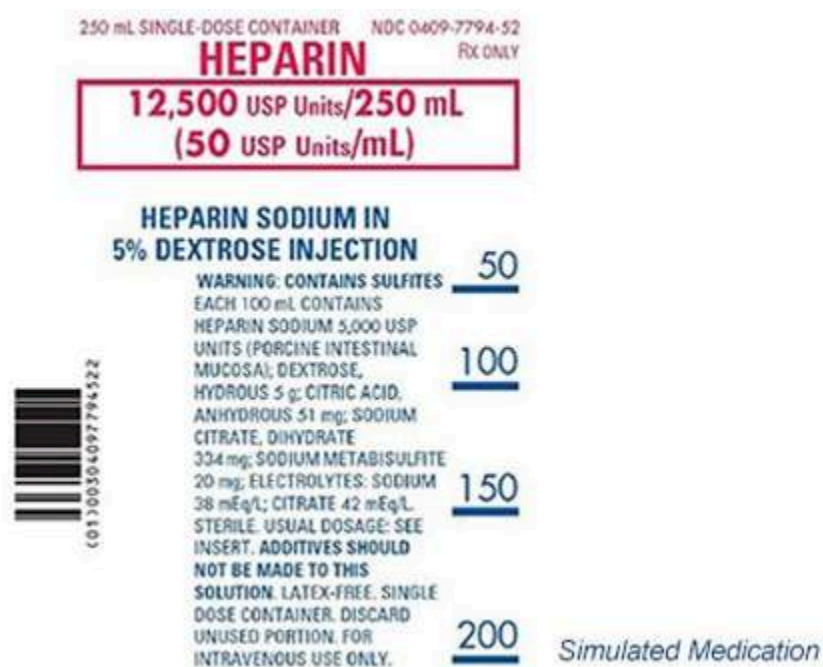 250 mL SINGLE-DOSE CONTAINER NDC 0409-7794-52
HEPARIN RX ONLY
12,500 USP Units/250 mL
(50 USP Units/mL)
HEPARIN SODIUM IN
5% DEXTROSE INJECTION
WARNING: CONTAINS SULFITES
EACH 100 mL CONTAINS
HEPARIN SODIUM 5,000 USP
UNITS (PORCINE INTESTINAL
MUCOSA); DEXTROSE,
HYDROUS 5 g; CITRIC ACID,
ANHYDROUS 51 mg; SODIUM
CITRATE, DIHYDRATE
334 mg; SODIUM METABISULFITE
20 mg; ELECTROLYTES: SODIUM
38 mEq/L; CITRATE 42 mEq/L.
STERILE. USUAL DOSAGE: SEE
INSERT. ADDITIVES SHOULD
NOT BE MADE TO THIS
SOLUTION. LATEX-FREE. SINGLE
DOSE CONTAINER. DISCARD
UNUSED PORTION. FOR
INTRAVENOUS USE ONLY.
50
100
150
200
(01)00304097794522
Simulated Medication